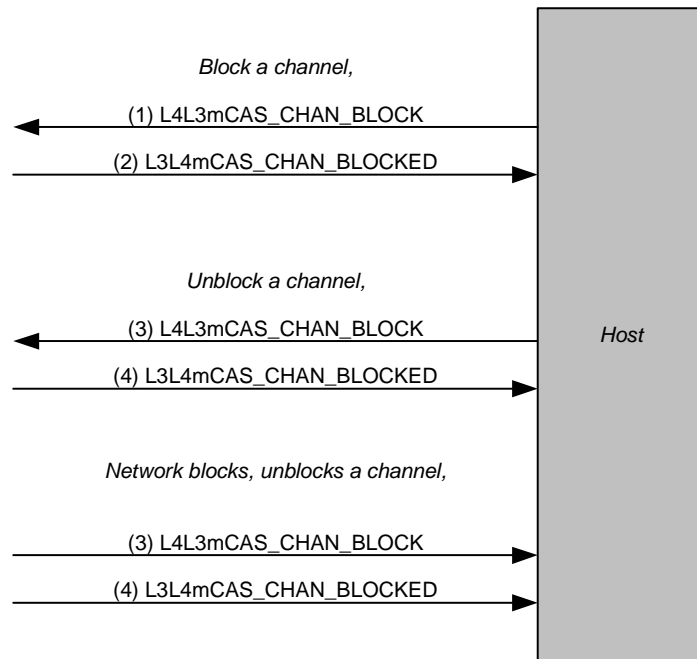 Block a channel,
(1) L4L3mCAS_CHAN_BLOCK
(2) L3L4mCAS_CHAN_BLOCKED
Unblock a channel,
(3) L4L3mCAS_CHAN_BLOCK
Host
(4) L3L4mCAS_CHAN_BLOCKED
Network blocks, unblocks a channel,
(3) L4L3mCAS_CHAN_BLOCK
(4) L3L4mCAS_CHAN_BLOCKED